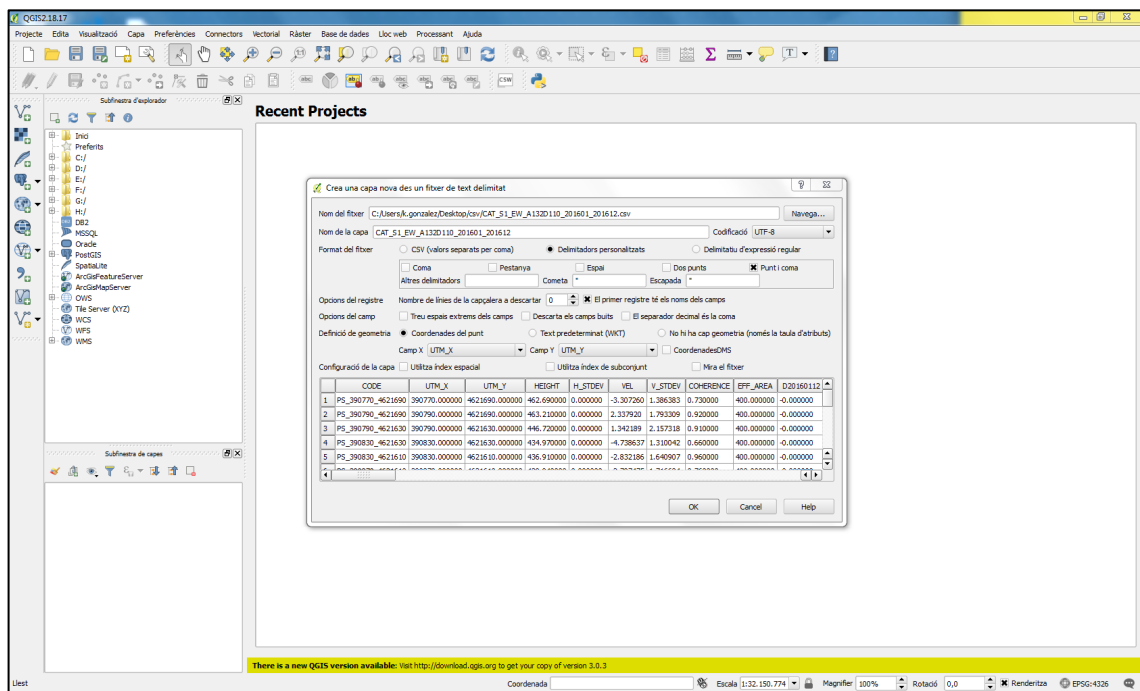 QGIS2.18.17
Projecte Edita Visualització Capa Preferències Connectors Vectorial Ràster Base de dades Lloc web Processant Ajuda
Subfinestra d'explorador
Inici
Preferits
C:/
D:/
E:/
F:/
G:/
H:/
DB2
MSSQL
Oracle
PostGIS
SpatiaLite
ArcGisFeatureServer
ArcGisMapServer
OWS
Tile Server (XYZ)
WCS
WFS
WMS
Subfinestra de capes
Recent Projects
Crea una capa nova des un fitxer de text delimitat
Nom del fitxer C:/Users/k.gonzalez/Desktop/csv/CAT_S1_EW_A132D110_201601_201612.csv Navega...
Nom de la capa CAT_S1_EW_A132D110_201601_201612 Codificació UTF-8
Format del fitxer CSV (valors separats per coma) Delimitadors personalitzats Delimitatiu d'expressió regular
Coma Pestanya Espai Dos punts Punt i coma
Altres delimitadors Cometa " Escapada "
Opcions del registre Nombre de línies de la capçalera a descartar 0 El primer registre té els noms dels camps
Opcions del camp Treu espais extrems dels camps Descarta els camps buits El separador decimal és la coma
Definició de geometria Coordenades del punt Text predeterminat (WKT) No hi ha cap geometria (només la taula d'atributs)
Camp X UTM_X Camp Y UTM_Y CoordenadesDMS
Configuració de la capa Utilitza índex espacial Utilitza índex de subconjunt Mira el fitxer
CODE UTM_X UTM_Y HEIGHT H_STDEV VEL V_STDEV COHERENCE EFF_AREA D20160112
1 PS_390770_4621690 390770.000000 4621690.000000 462.690000 0.000000 -3.307260 1.386383 0.730000 400.000000 -0.000000
2 PS_390790_4621690 390790.000000 4621690.000000 463.210000 0.000000 2.337920 1.793309 0.920000 400.000000 -0.000000
3 PS_390790_4621630 390790.000000 4621630.000000 446.720000 0.000000 1.342189 2.157318 0.910000 400.000000 -0.000000
4 PS_390830_4621630 390830.000000 4621630.000000 434.970000 0.000000 -4.738637 1.310042 0.660000 400.000000 -0.000000
5 PS_390830_4621610 390830.000000 4621610.000000 436.910000 0.000000 -2.832186 1.640907 0.960000 400.000000 -0.000000
OK Cancel Help
There is a new QGIS version available: Visit http://download.qgis.org to get your copy of version 3.0.3
Llest Coordenada Escala 1:32.150.774 Magnifier 100% Rotació 0,0 Renderitza EPSG:4326